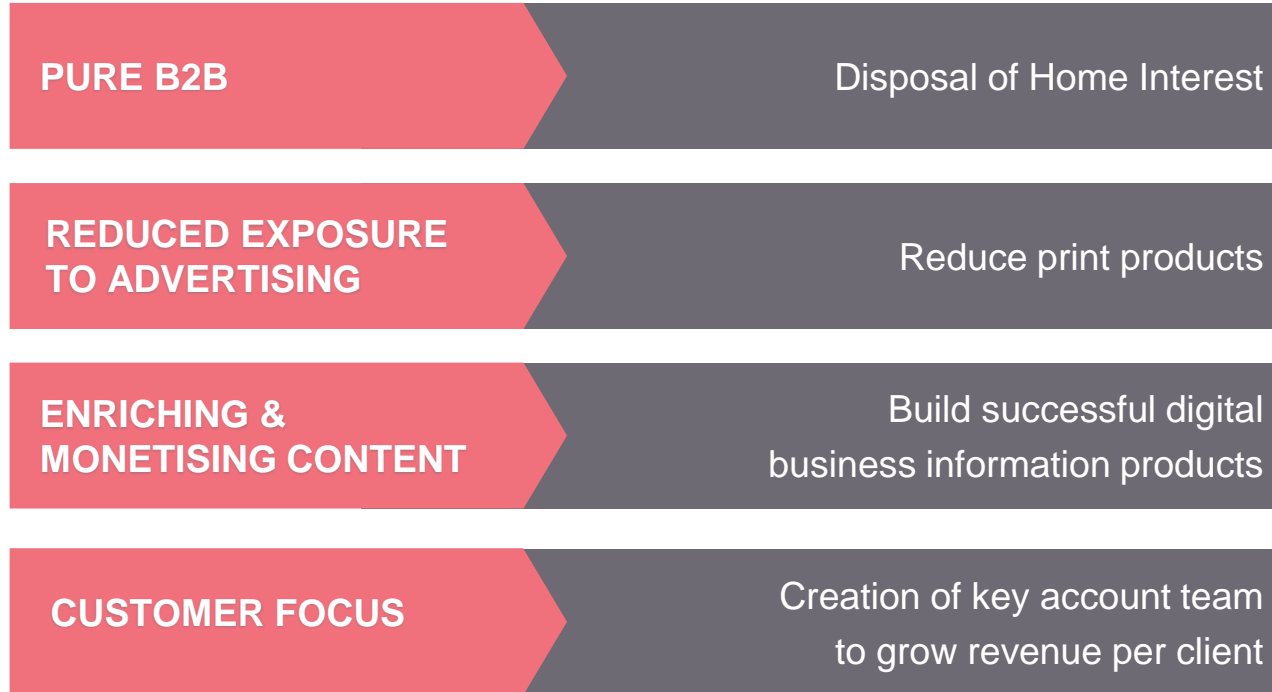 PURE B2B
Disposal of Home Interest
REDUCED EXPOSURE
TO ADVERTISING
Reduce print products
ENRICHING &
MONETISING CONTENT
Build successful digital
business information products
CUSTOMER FOCUS
Creation of key account team
to grow revenue per client